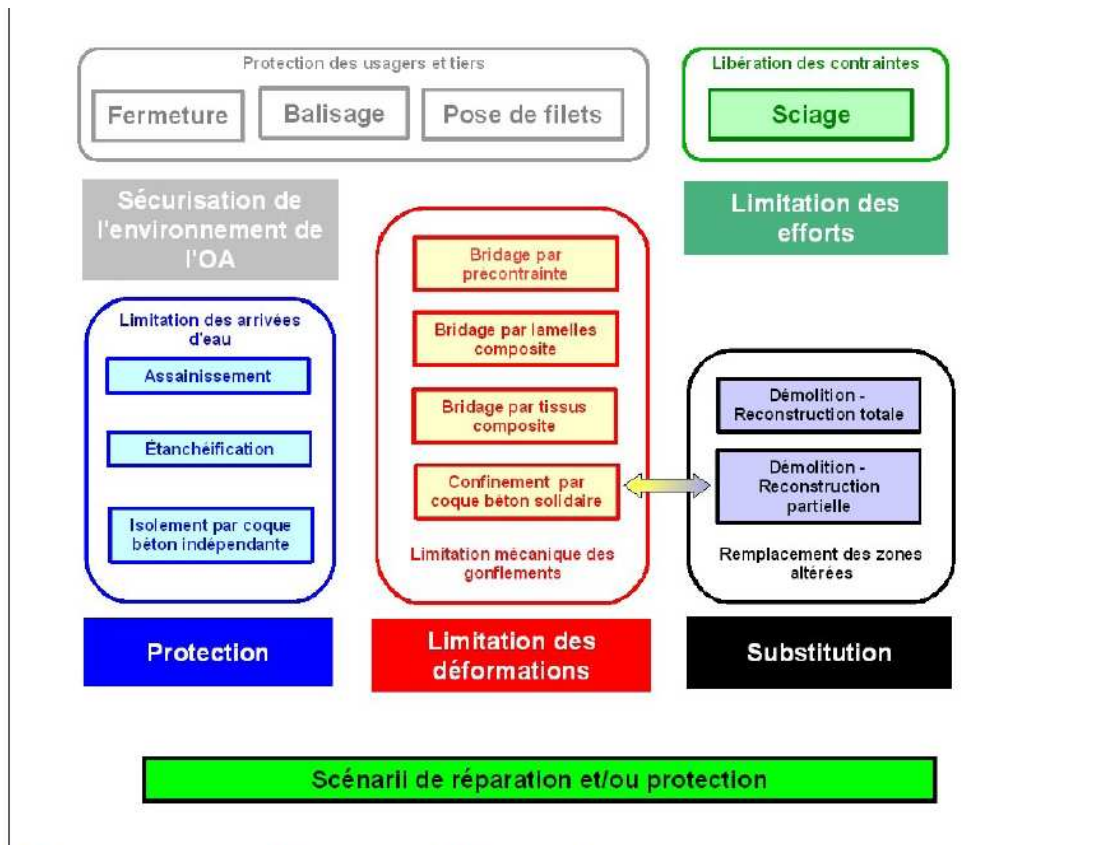 Protection des usagers et tiers
Fermeture
Balisage
Pose de filets
Libération des contraintes
Sciage
Sécurisation de
l'environnement de
l'OA
Limitation des
efforts
Limitation des arrivées
d'eau
Assainissement
Étanchéification
Isolement par coque
béton indépendante
Protection
Bridage par
précontrainte
Bridage par lamelles
composite
Bridage par tissus
composite
Confinement par
coque béton solidaire
Limitation mécanique des
gonflements
Limitation des
déformations
Démolition -
Reconstruction totale
Démolition -
Reconstruction
partielle
Remplacement des zones
altérées
Substitution
Scénarii de réparation et/ou protection